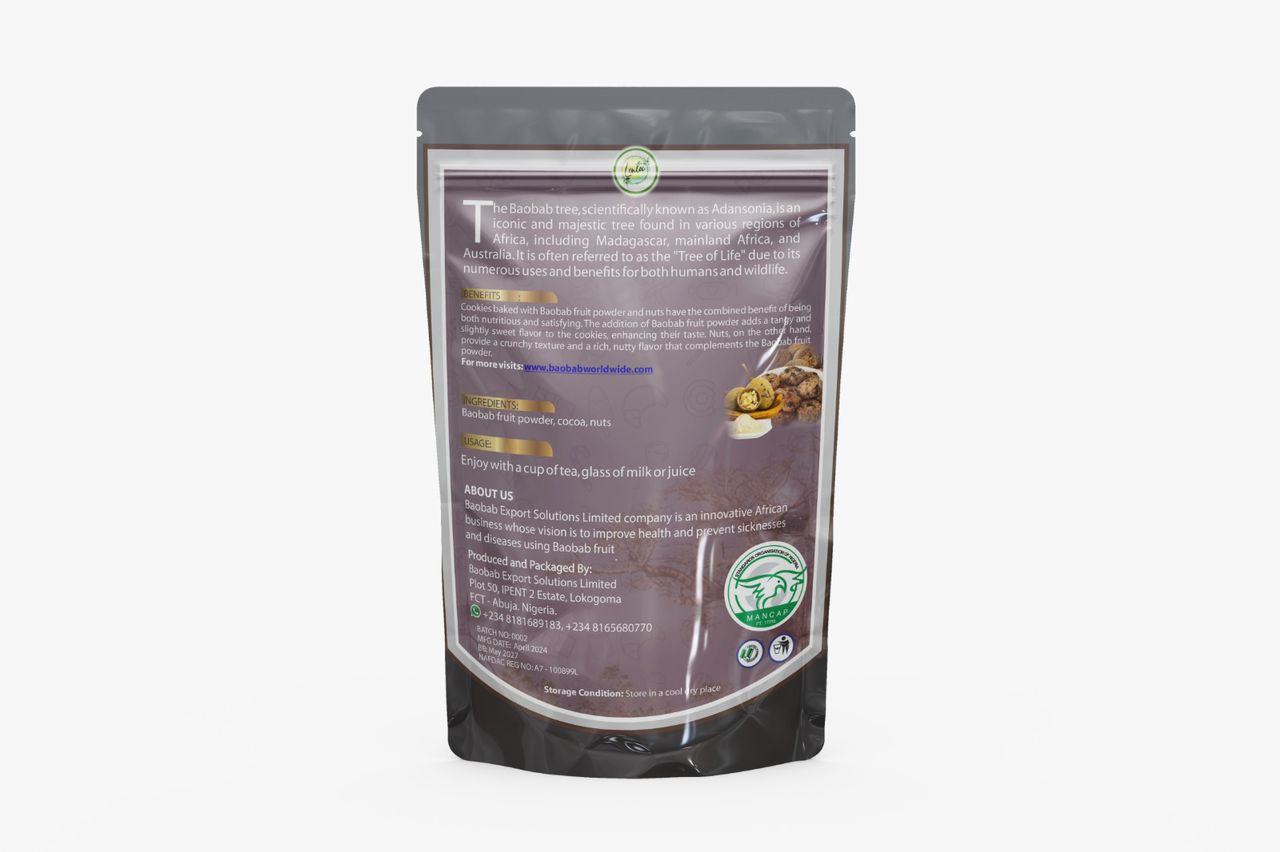 The Baobab tree, scientifically known as Adansonia, is an
iconic and majestic tree found in various regions of
Africa, including Madagascar, mainland Africa, and
Australia. It is often referred to as the "Tree of Life" due to its
numerous uses and benefits for both humans and wildlife.
BENEFITS :
Cookies baked with Baobab fruit powder and nuts have the combined benefit of being
both nutritious and satisfying. The addition of Baobab fruit powder adds a tangy and
slightly sweet flavor to the cookies, enhancing their taste. Nuts, on the other hand,
provide a crunchy texture and a rich, nutty flavor that complements the Baobab fruit
powder.
For more visits: www.baobabworldwide.com
INGREDIENTS:
Baobab fruit powder, cocoa, nuts
USAGE:
Enjoy with a cup of tea, glass of milk or juice
ABOUT US
Baobab Export Solutions Limited company is an innovative African
business whose vision is to improve health and prevent sicknesses
and diseases using Baobab fruit
Produced and Packaged By:
Baobab Export Solutions Limited
Plot 50, IPENT 2 Estate, Lokogoma
FCT - Abuja. Nigeria.
+234 8181689183, +234 8165680770
BATCH NO: 0002
MFG DATE: April 2024
BB: May 2027
NAFDAC REG NO: A7 - 100899L
STANDARDS ORGANISATION OF NIGERIA
MANCAP
Storage Condition: Store in a cool dry place